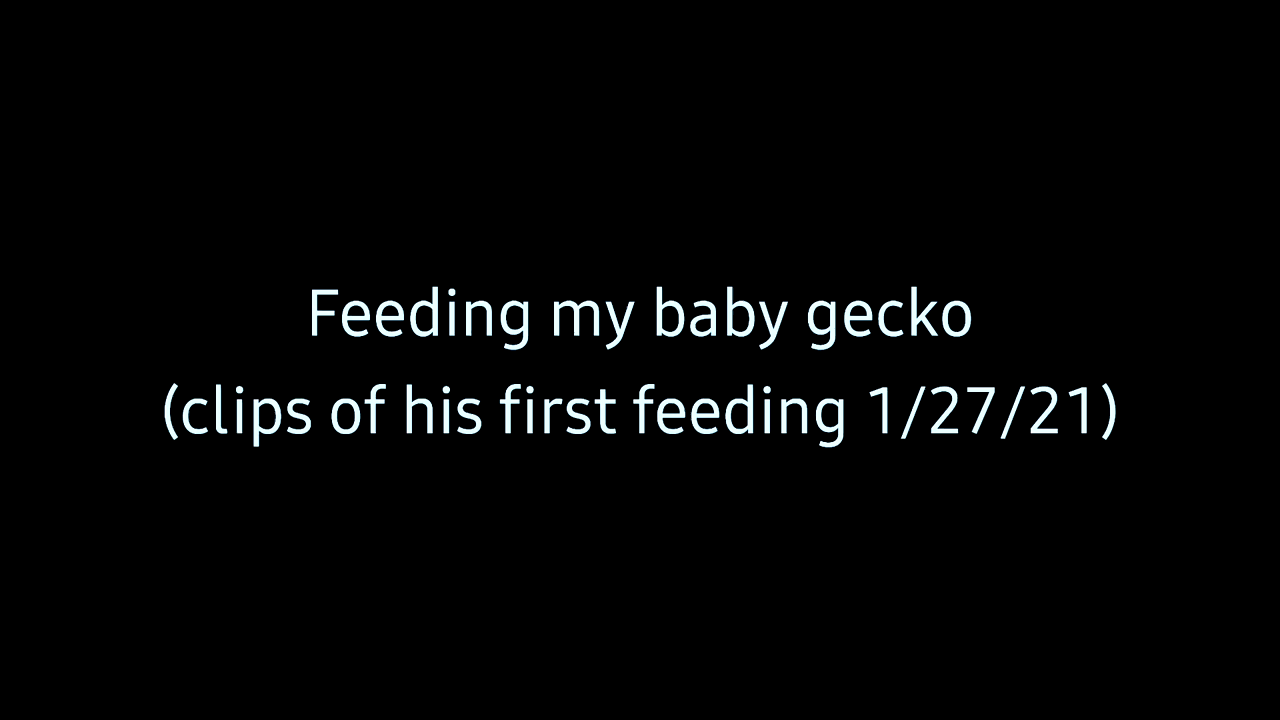 Feeding my baby gecko
(clips of his first feeding 1/27/21)